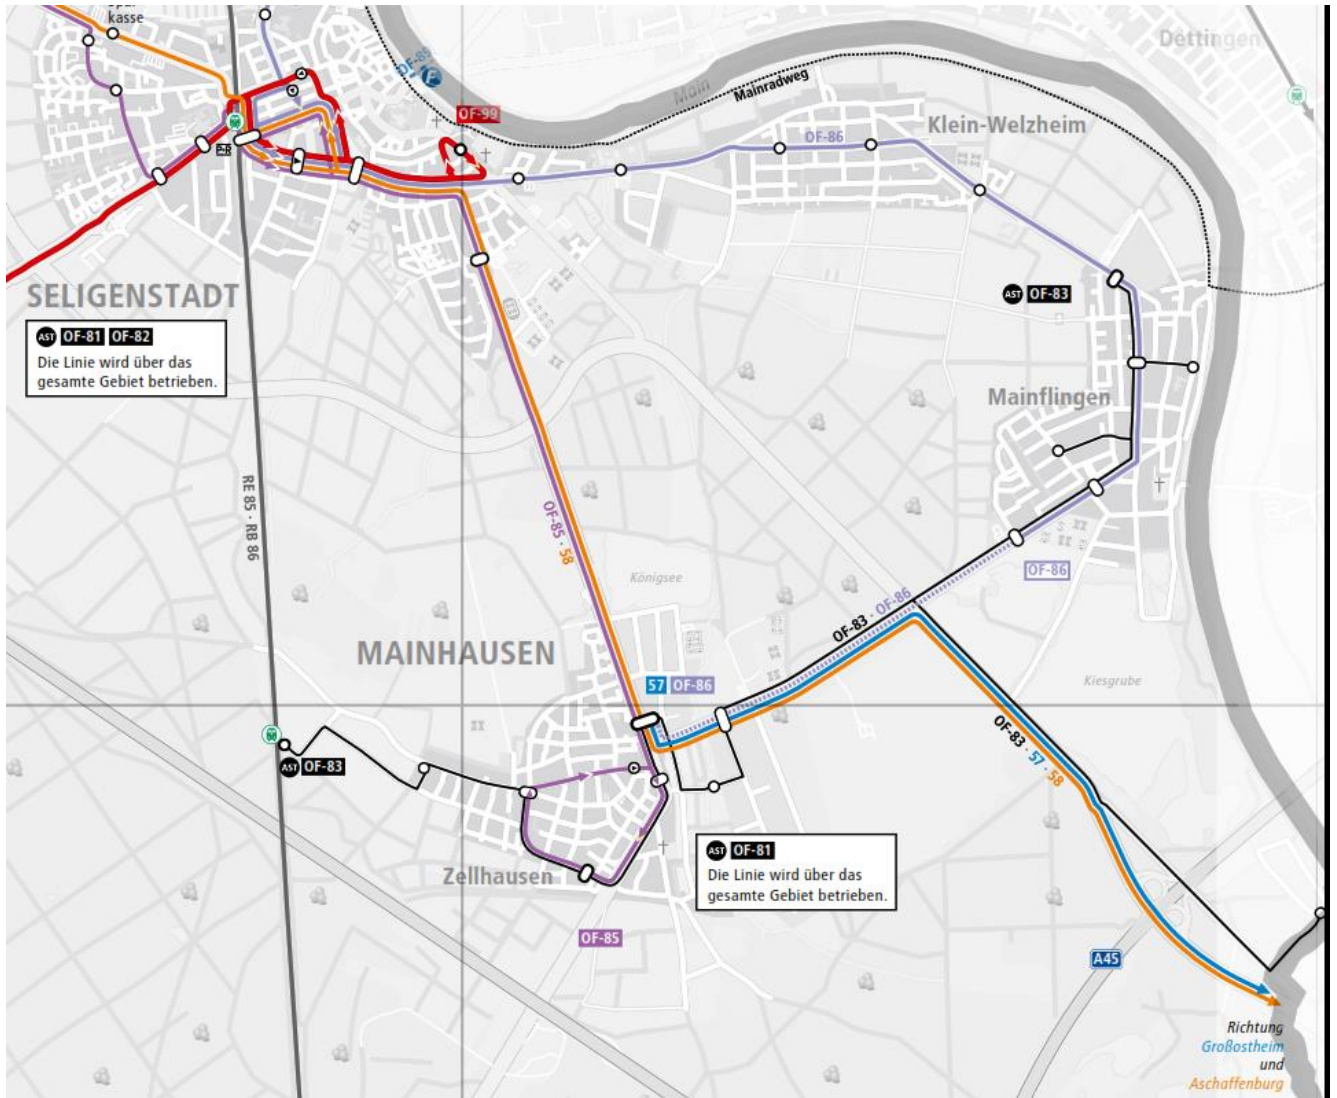 kasse
Dettingen
OF-85
F
Main
Mainradweg
OF-99
OF-86
Klein-Welzheim
SELIGENSTADT
AST OF-83
AST OF-81 OF-82
Die Linie wird über das
gesamte Gebiet betrieben.
Mainflingen
RE 85 · RB 86
OF-85 · 58
OF-86
Königsee
OF-83 · OF-86
MAINHAUSEN
57 OF-86
Kiesgrube
OF-83 · 57 · 58
AST OF-83
AST OF-81
Die Linie wird über das
gesamte Gebiet betrieben.
Zellhausen
OF-85
A45
Richtung
Großostheim
und
Aschaffenburg